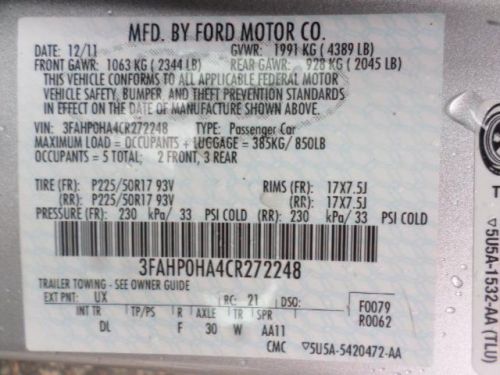 MFD. BY FORD MOTOR CO.
DATE: 12/11 GVWR: 1991 KG ( 4389 LB)
FRONT GAWR: 1063 KG ( 2344 LB) REAR GAWR: 928 KG ( 2045 LB)
THIS VEHICLE CONFORMS TO ALL APPLICABLE FEDERAL MOTOR
VEHICLE SAFETY, BUMPER, AND THEFT PREVENTION STANDARDS
IN EFFECT ON THE DATE OF MANUFACTURE SHOWN ABOVE.
VIN: 3FAHP0HA4CR272248 TYPE: Passenger Car
MAXIMUM LOAD = OCCUPANTS + LUGGAGE = 385KG/850LB
OCCUPANTS = 5 TOTAL; 2 FRONT, 3 REAR
TIRE (FR): P225/50R17 93V RIMS (FR): 17X7.5J
(RR): P225/50R17 93V (RR): 17X7.5J
PRESSURE (FR): 230 kPa/ 33 PSI COLD (RR): 230 kPa/ 33 PSI COLD
3FAHP0HA4CR272248
TRAILER TOWING - SEE OWNER GUIDE
EXT PNT: UX RC: 21 DSO: F0079
INT TR TP/PS R AXLE TR SPR R0062
DL F 30 W AA11
CMC ▽5U5A-5420472-AA
▽5U5A-1532-AA (TLU)